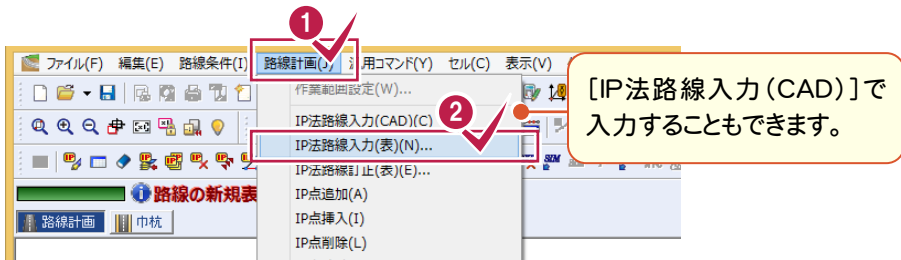 1
ファイル(F) 編集(E) 路線条件(I) 路線計画(J) 用コマンド(Y) セル(C) 表示(V)
作業範囲設定(W)...
[IP法路線入力(CAD)]で
入力することもできます。
IP法路線入力(CAD)(C)
2
IP法路線入力(表)(N)...
IP法路線訂正(表)(E)...
路線の新規表
IP点追加(A)
路線計画 巾杭
IP点挿入(I)
IP点削除(L)